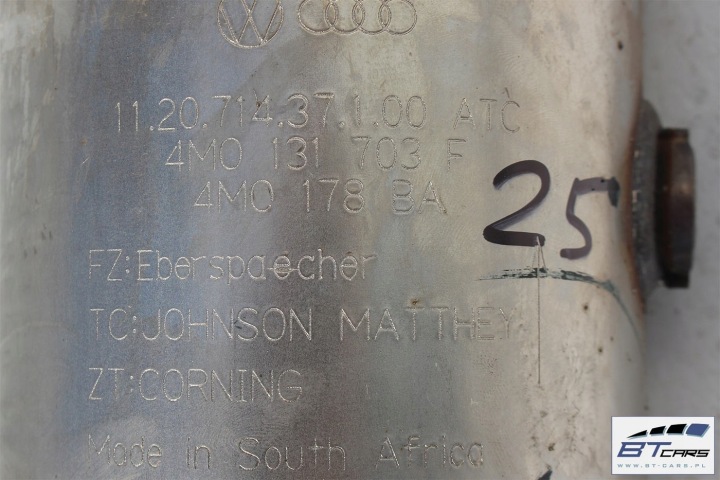 11.20.714.37.1.00 ATC
4M0 131 703 F
4M0 178 BA
25
FZ:Eberspaecher
TC:JOHNSON MATTHEY
ZT:CORNING
Made in South Africa
BT CARS
WWW.BT-CARS.PL